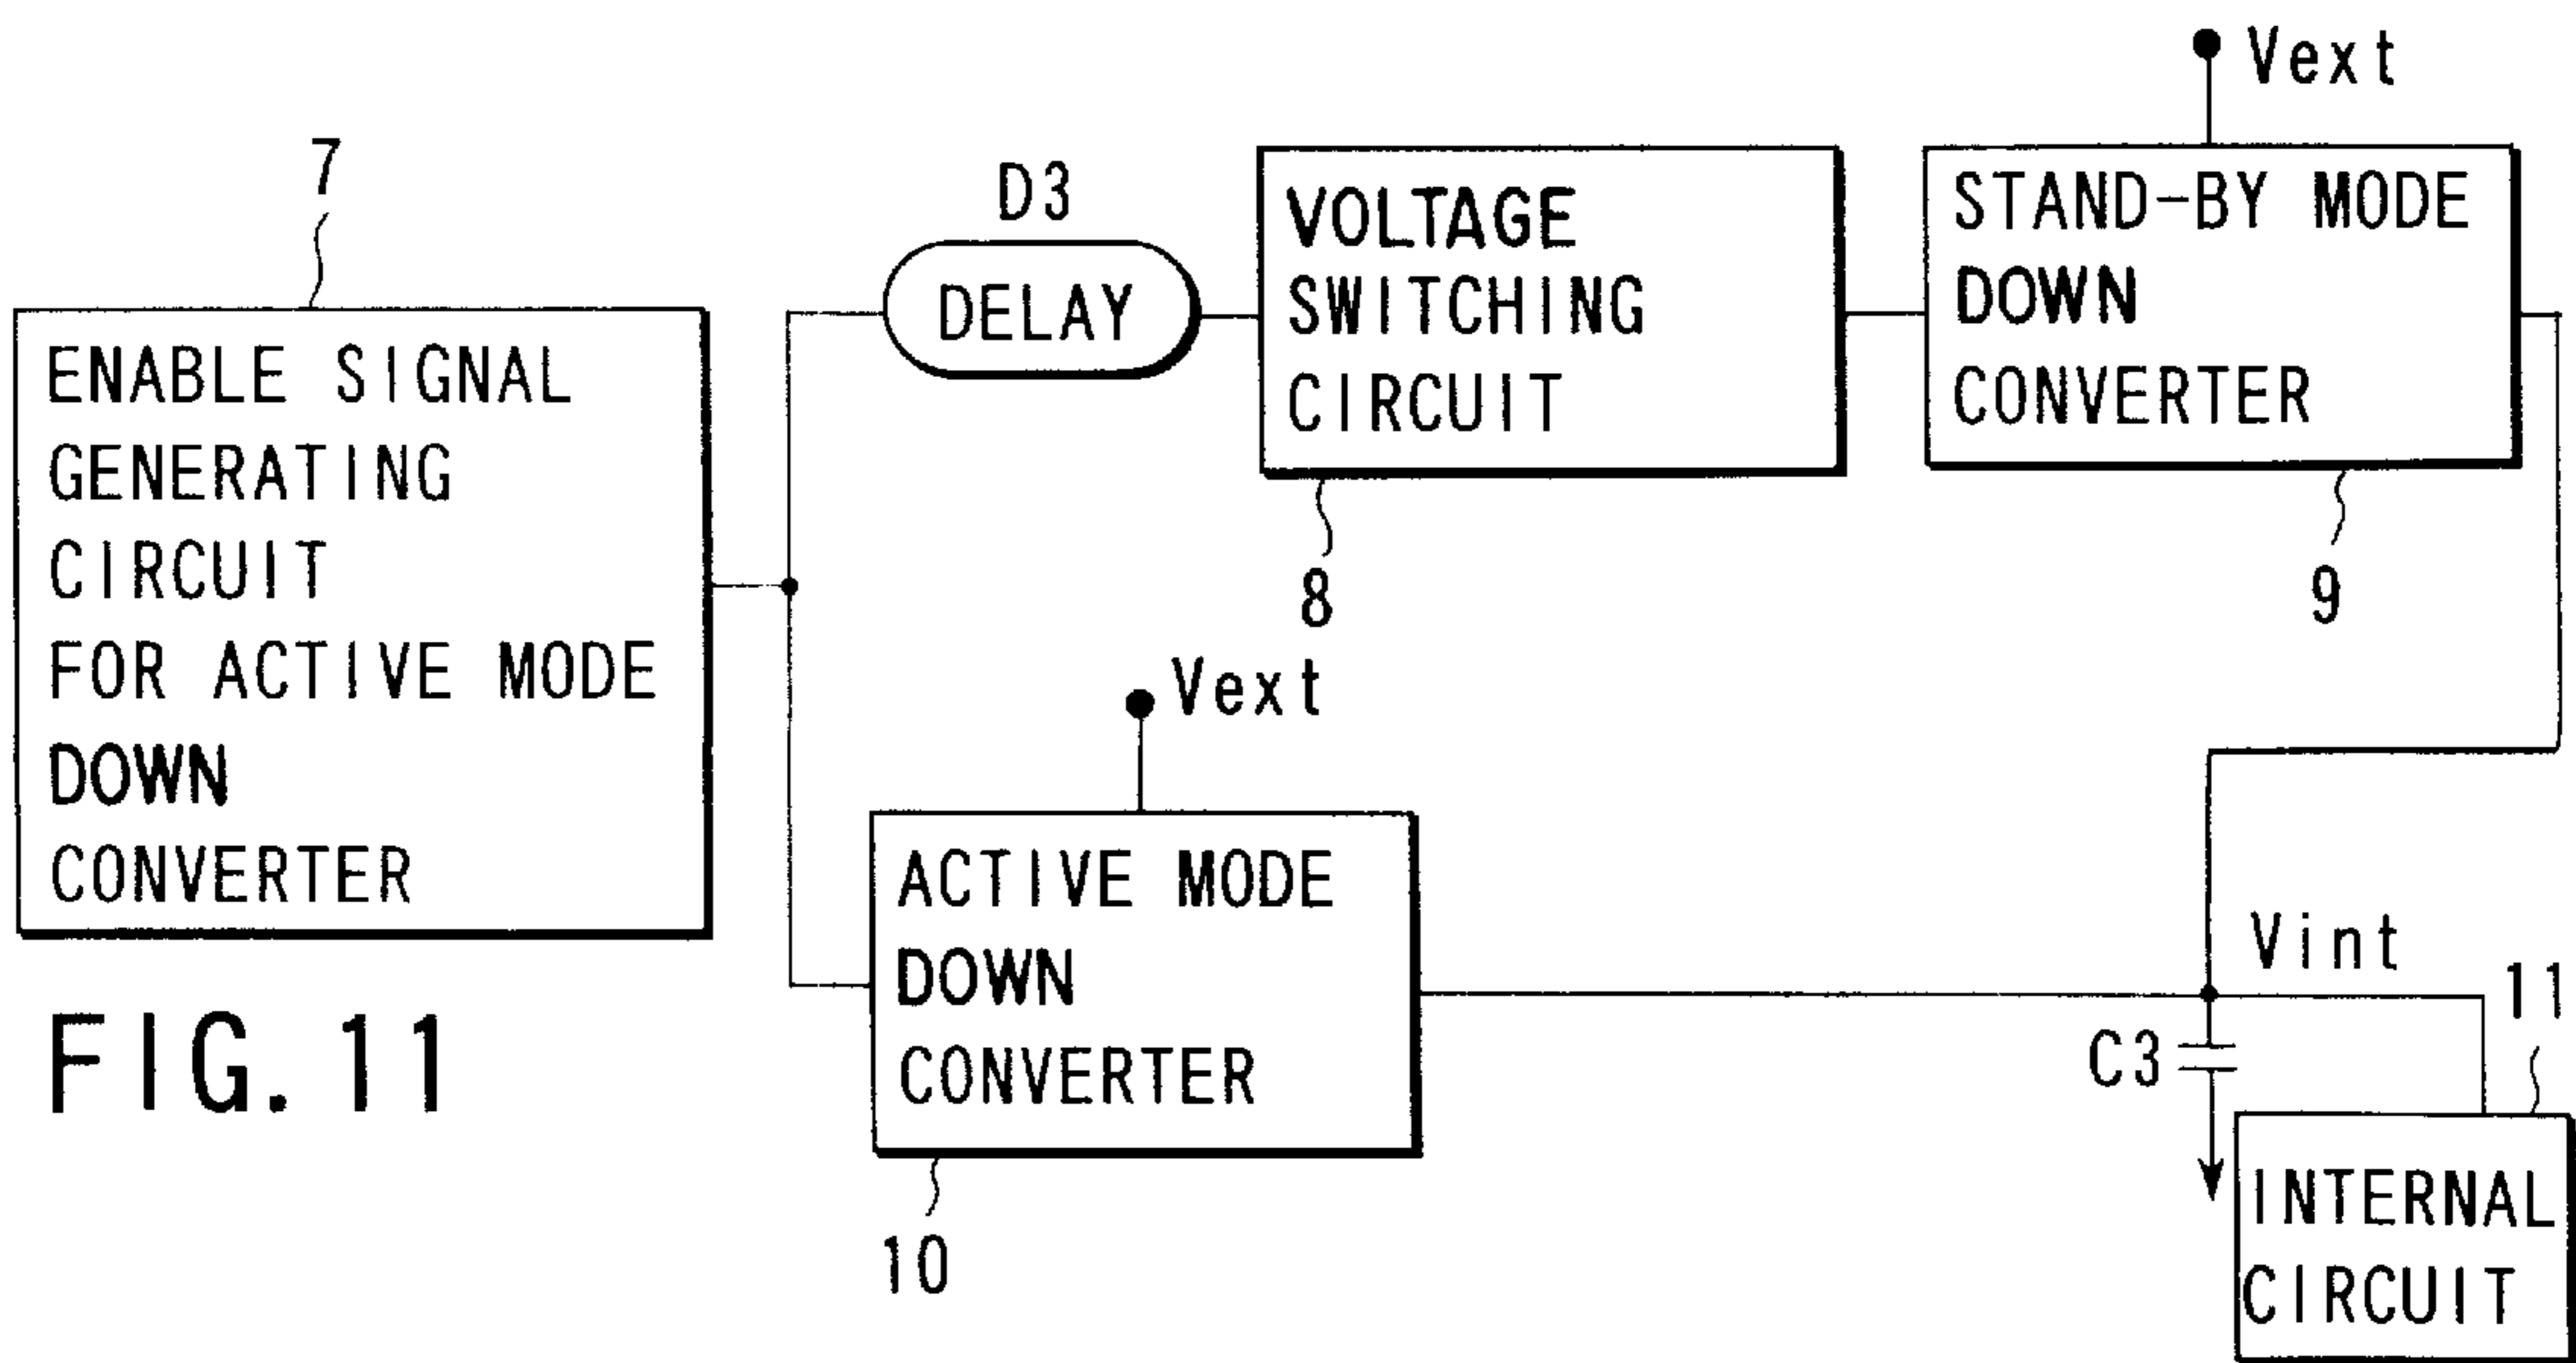 7
ENABLE SIGNAL
GENERATING
CIRCUIT
FOR ACTIVE MODE
DOWN
CONVERTER
D3
DELAY
VOLTAGE
SWITCHING
CIRCUIT
8
Vext
STAND-BY MODE
DOWN
CONVERTER
9
Vext
ACTIVE MODE
DOWN
CONVERTER
10
Vint
C3
11
INTERNAL
CIRCUIT
FIG. 11